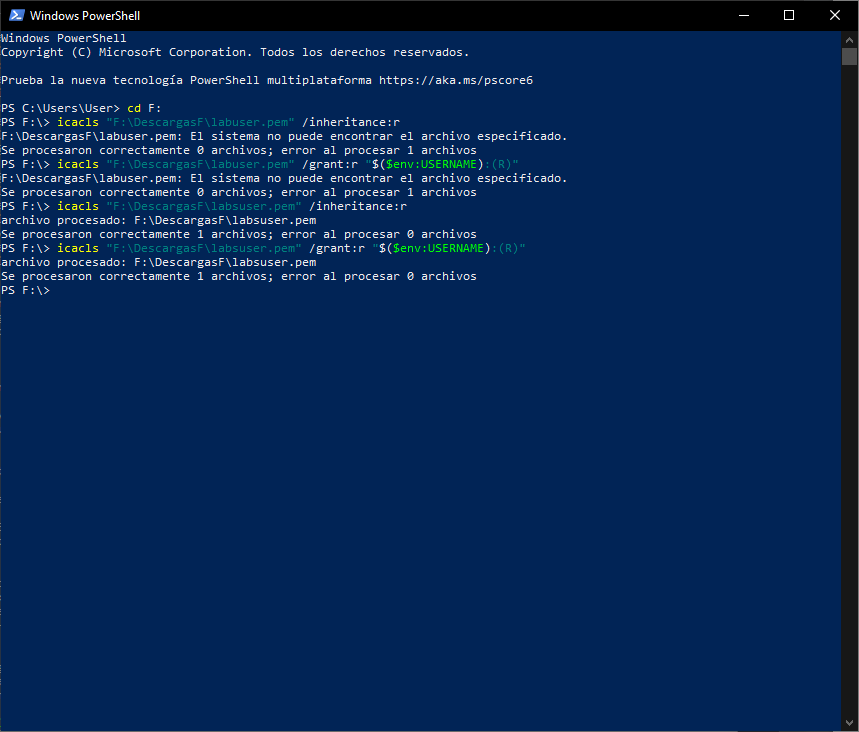 Windows PowerShell
Windows PowerShell
Copyright (C) Microsoft Corporation. Todos los derechos reservados.
Prueba la nueva tecnología PowerShell multiplataforma https://aka.ms/pscore6
PS C:\Users\User> cd F:
PS F:\> icacls "F:\DescargasF\labuser.pem" /inheritance:r
F:\DescargasF\labuser.pem: El sistema no puede encontrar el archivo especificado.
Se procesaron correctamente 0 archivos; error al procesar 1 archivos
PS F:\> icacls "F:\DescargasF\labuser.pem" /grant:r "$($env:USERNAME):(R)"
F:\DescargasF\labuser.pem: El sistema no puede encontrar el archivo especificado.
Se procesaron correctamente 0 archivos; error al procesar 1 archivos
PS F:\> icacls "F:\DescargasF\labsuser.pem" /inheritance:r
archivo procesado: F:\DescargasF\labsuser.pem
Se procesaron correctamente 1 archivos; error al procesar 0 archivos
PS F:\> icacls "F:\DescargasF\labsuser.pem" /grant:r "$($env:USERNAME):(R)"
archivo procesado: F:\DescargasF\labsuser.pem
Se procesaron correctamente 1 archivos; error al procesar 0 archivos
PS F:\>